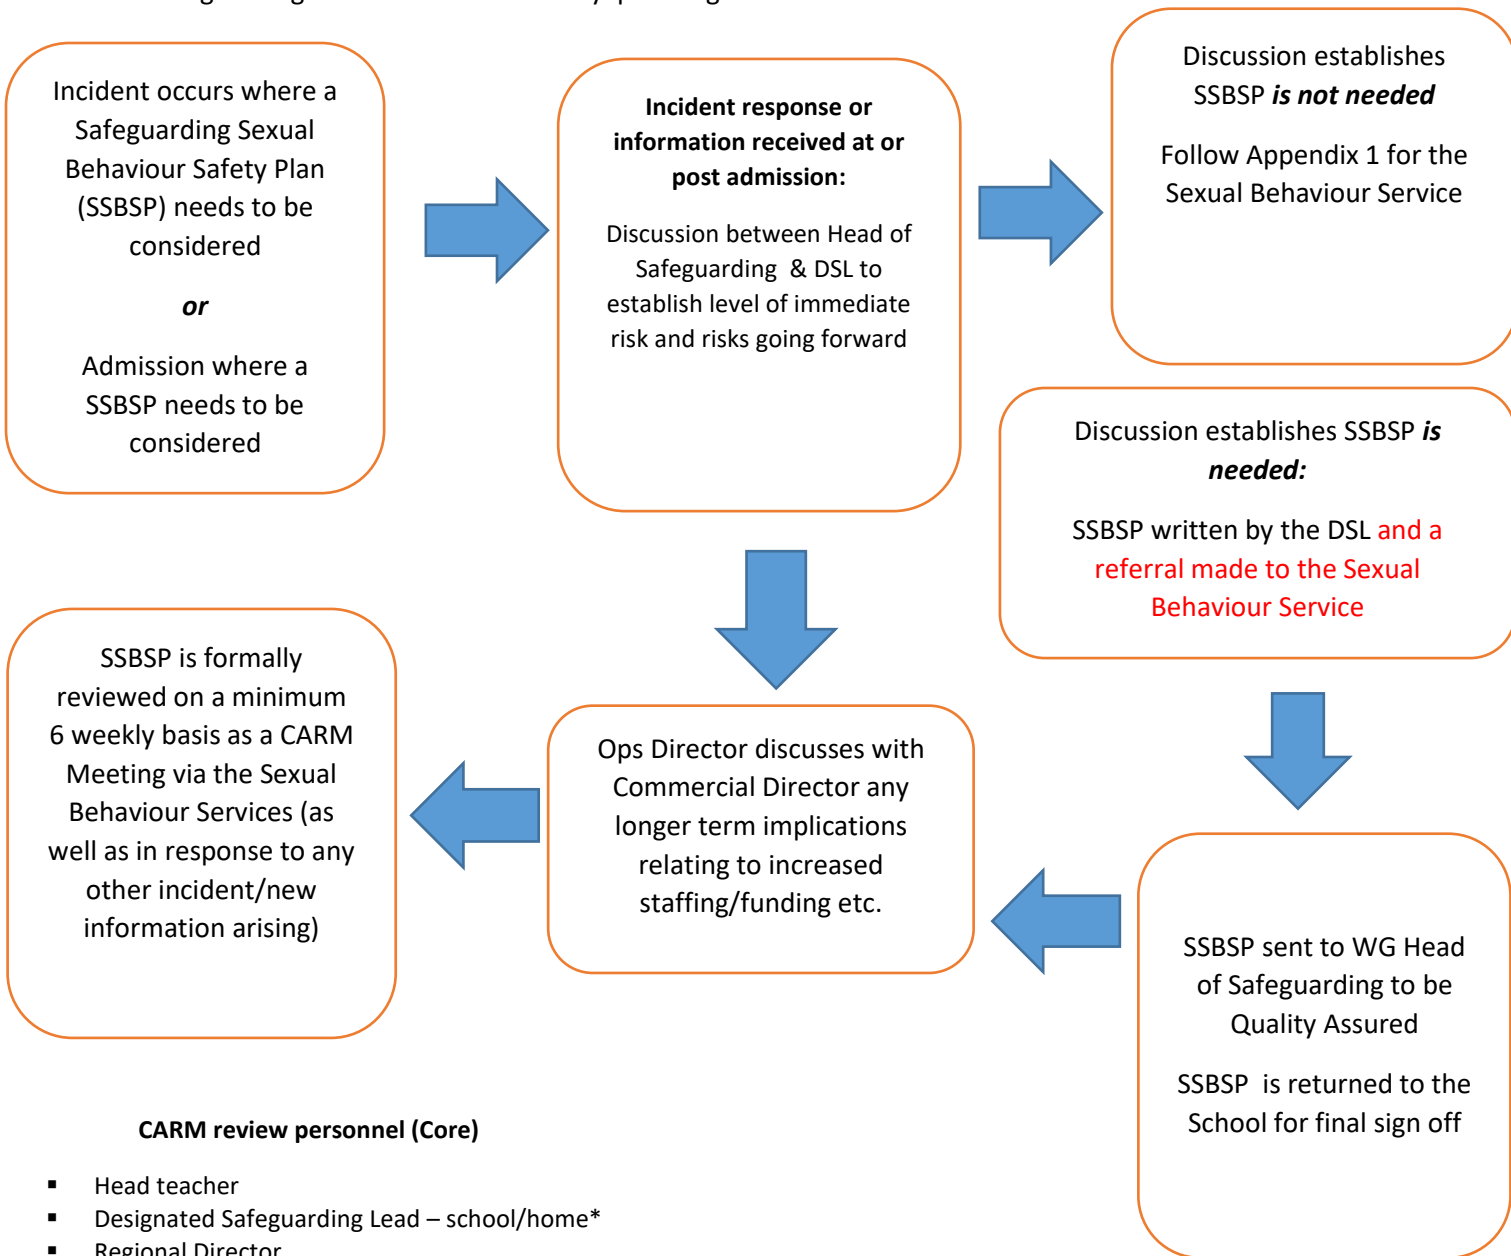 Incident occurs where a
Safeguarding Sexual
Behaviour Safety Plan
(SSBSP) needs to be
considered
or
Admission where a
SSBSP needs to be
considered
Incident response or
information received at or
post admission:
Discussion between Head of
Safeguarding & DSL to
establish level of immediate
risk and risks going forward
Discussion establishes
SSBSP is not needed
Follow Appendix 1 for the
Sexual Behaviour Service
Discussion establishes SSBSP is
needed:
SSBSP written by the DSL and a
referral made to the Sexual
Behaviour Service
SSBSP sent to WG Head
of Safeguarding to be
Quality Assured
SSBSP is returned to the
School for final sign off
Ops Director discusses with
Commercial Director any
longer term implications
relating to increased
staffing/funding etc.
SSBSP is formally
reviewed on a minimum
6 weekly basis as a CARM
Meeting via the Sexual
Behaviour Services (as
well as in response to any
other incident/new
information arising)
CARM review personnel (Core)
▪ Head teacher
▪ Designated Safeguarding Lead – school/home*
▪ Regional Director